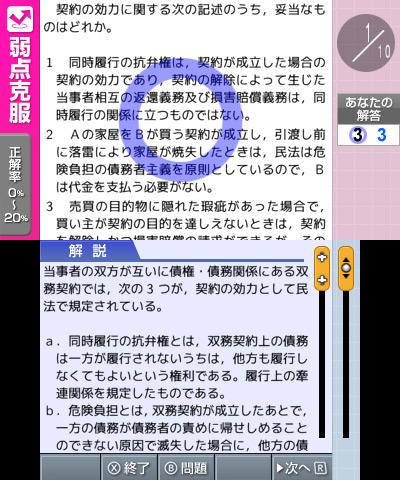 契約の効力に関する次の記述のうち，妥当なも
のはどれか。
弱点克服
正解率
0%
～
20%
1
10
あなたの
解答
3 3
1 同時履行の抗弁権は，契約が成立した場合の
契約の効力であり，契約の解除によって生じた
当事者相互の返還義務及び損害賠償義務は，同
時履行の関係に立つものではない。
2 Ａの家屋をＢが買う契約が成立し，引渡し前
に落雷により家屋が焼失したときは，民法は危
険負担の債務者主義を原則としているので，Ｂ
は代金を支払う必要がない。
3 売買の目的物に隠れた瑕疵があった場合で，
買い主が契約の目的を達しえないときは，契約
解説
当事者の双方が互いに債権・債務関係にある双
務契約では，次の３つが，契約の効力として民
法で規定されている。
ａ．同時履行の抗弁権とは，双務契約上の債務
は一方が履行されないうちは，他方も履行し
なくてもよいという権利である。履行上の牽
連関係を規定したものである。
ｂ．危険負担とは，双務契約が成立したあとで，
一方の債務が債務者の責めに帰せしめること
のできない原因で滅失した場合に，他方の債
Ⓧ終了
Ⓑ問題
▶次へR